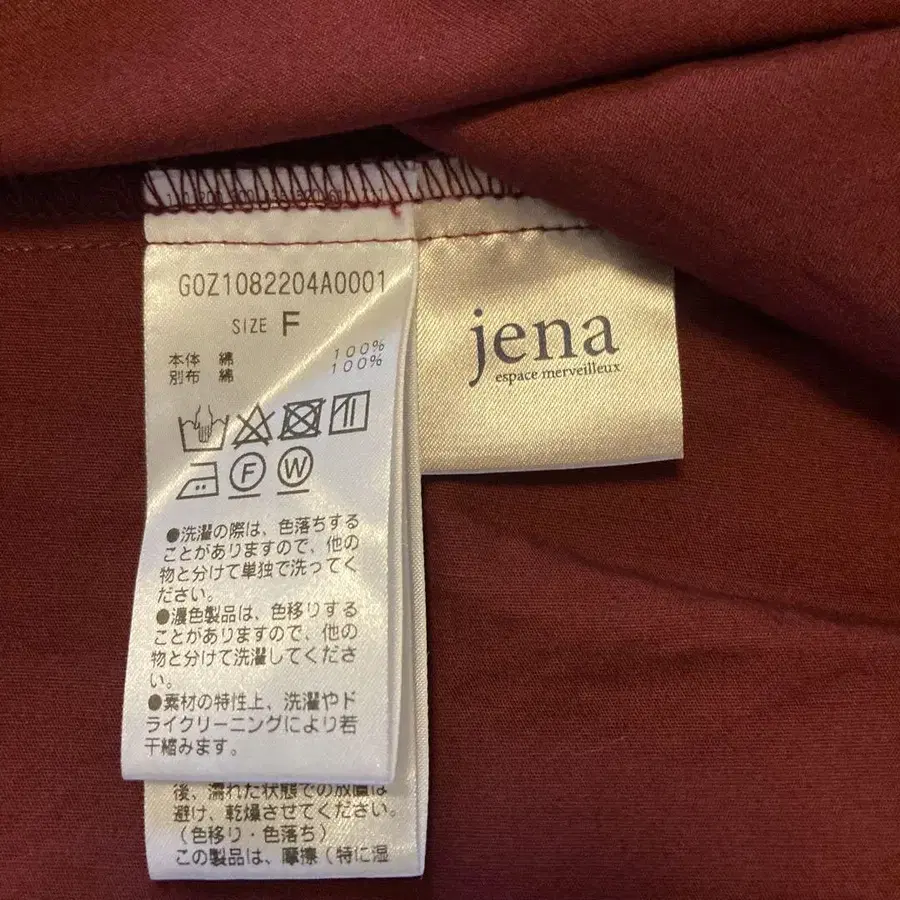 G0Z1082204A0001
SIZE F
本体 綿 100%
別布 綿 100%
F W
●洗濯の際は、色落ちする
ことがありますので、他の
物と分けて単独で洗ってく
ださい。
●濃色製品は、色移りする
ことがありますので、他の
物と分けて洗濯してくださ
い。
●素材の特性上、洗濯やド
ライクリーニングにより若
干縮みます。
後、濡れた状態での放置は
避け、乾燥させてください。
(色移り・色落ち)
この製品は、摩擦(特に湿
jena
espace merveilleux